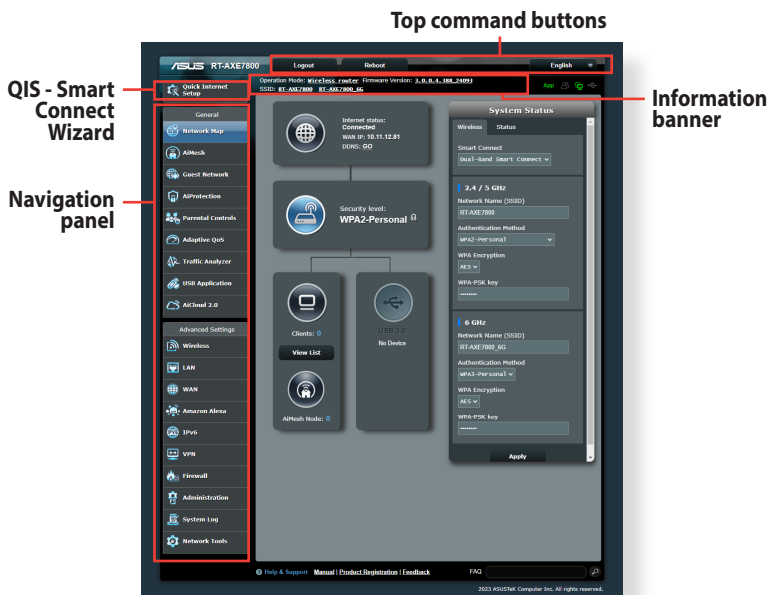 Top command buttons
ASUS RT-AXE7800
Logout
Reboot
English
QIS - Smart
Connect
Wizard
Quick Internet
Setup
Operation Mode: Wireless router Firmware Version: 3.0.0.4.388_24093
SSID: RT-AXE7800 RT-AXE7800_6G
App
Information
banner
Navigation
panel
General
Network Map
AiMesh
Guest Network
AiProtection
Parental Controls
Adaptive QoS
Traffic Analyzer
USB Application
AiCloud 2.0
Advanced Settings
Wireless
LAN
WAN
Amazon Alexa
IPv6
VPN
Firewall
Administration
System Log
Network Tools
Internet status:
Connected
WAN IP: 10.11.12.81
DDNS: GO
Security level:
WPA2-Personal
Clients: 0
View List
AiMesh Node: 0
USB 3.0
No Device
System Status
Wireless Status
Smart Connect
Dual-Band Smart Connect
2.4 / 5 GHz
Network Name (SSID)
RT-AXE7800
Authentication Method
WPA2-Personal
WPA Encryption
AES
WPA-PSK key
••••••••
6 GHz
Network Name (SSID)
RT-AXE7800_6G
Authentication Method
WPA3-Personal
WPA Encryption
AES
WPA-PSK key
••••••••
Apply
Help & Support Manual | Product Registration | Feedback
FAQ
2023 ASUSTeK Computer Inc. All rights reserved.